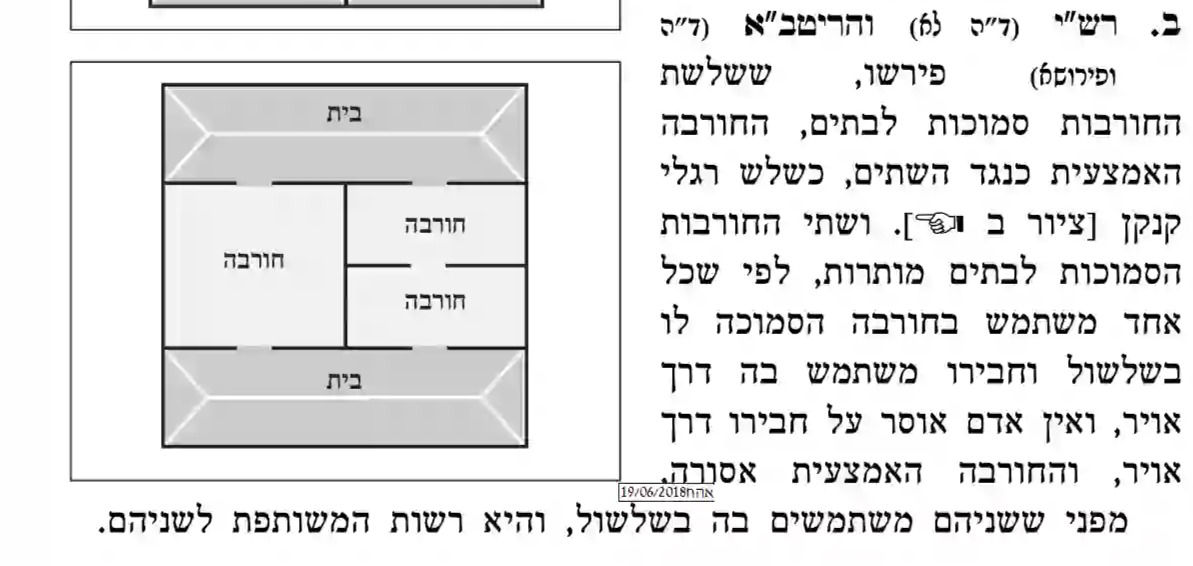 ב. רש״י (ד״ה לא) והריטב״א (ד״ה
ופירושא) פירשו, ששלשת
החורבות סמוכות לבתים, החורבה
האמצעית כנגד השתים, כשלש רגלי
קנקן [ציור ב ☜]. ושתי החורבות
הסמוכות לבתים מותרות, לפי שכל
אחד משתמש בחורבה הסמוכה לו
בשלשול וחבירו משתמש בה דרך
אויר, ואין אדם אוסר על חבירו דרך
אויר, והחורבה האמצעית אסורה,
מפני ששניהם משתמשים בה בשלשול, והיא רשות המשותפת לשניהם.
בית
חורבה
חורבה
חורבה
בית
אהח19/06/2018